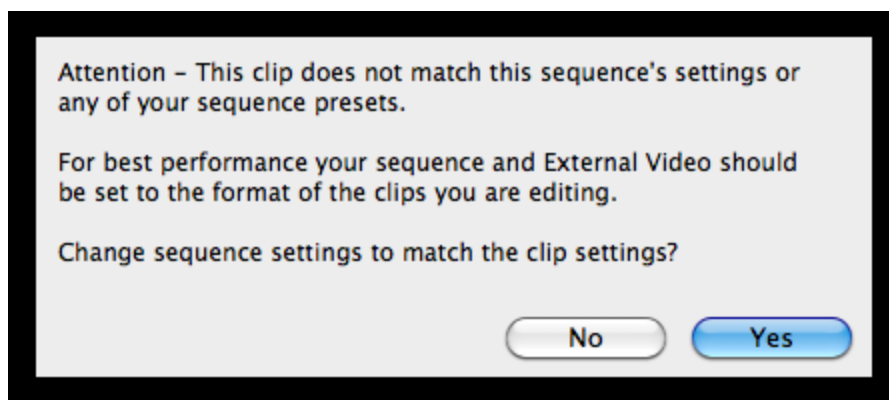 Attention – This clip does not match this sequence's settings or
any of your sequence presets.
For best performance your sequence and External Video should
be set to the format of the clips you are editing.
Change sequence settings to match the clip settings?
No Yes